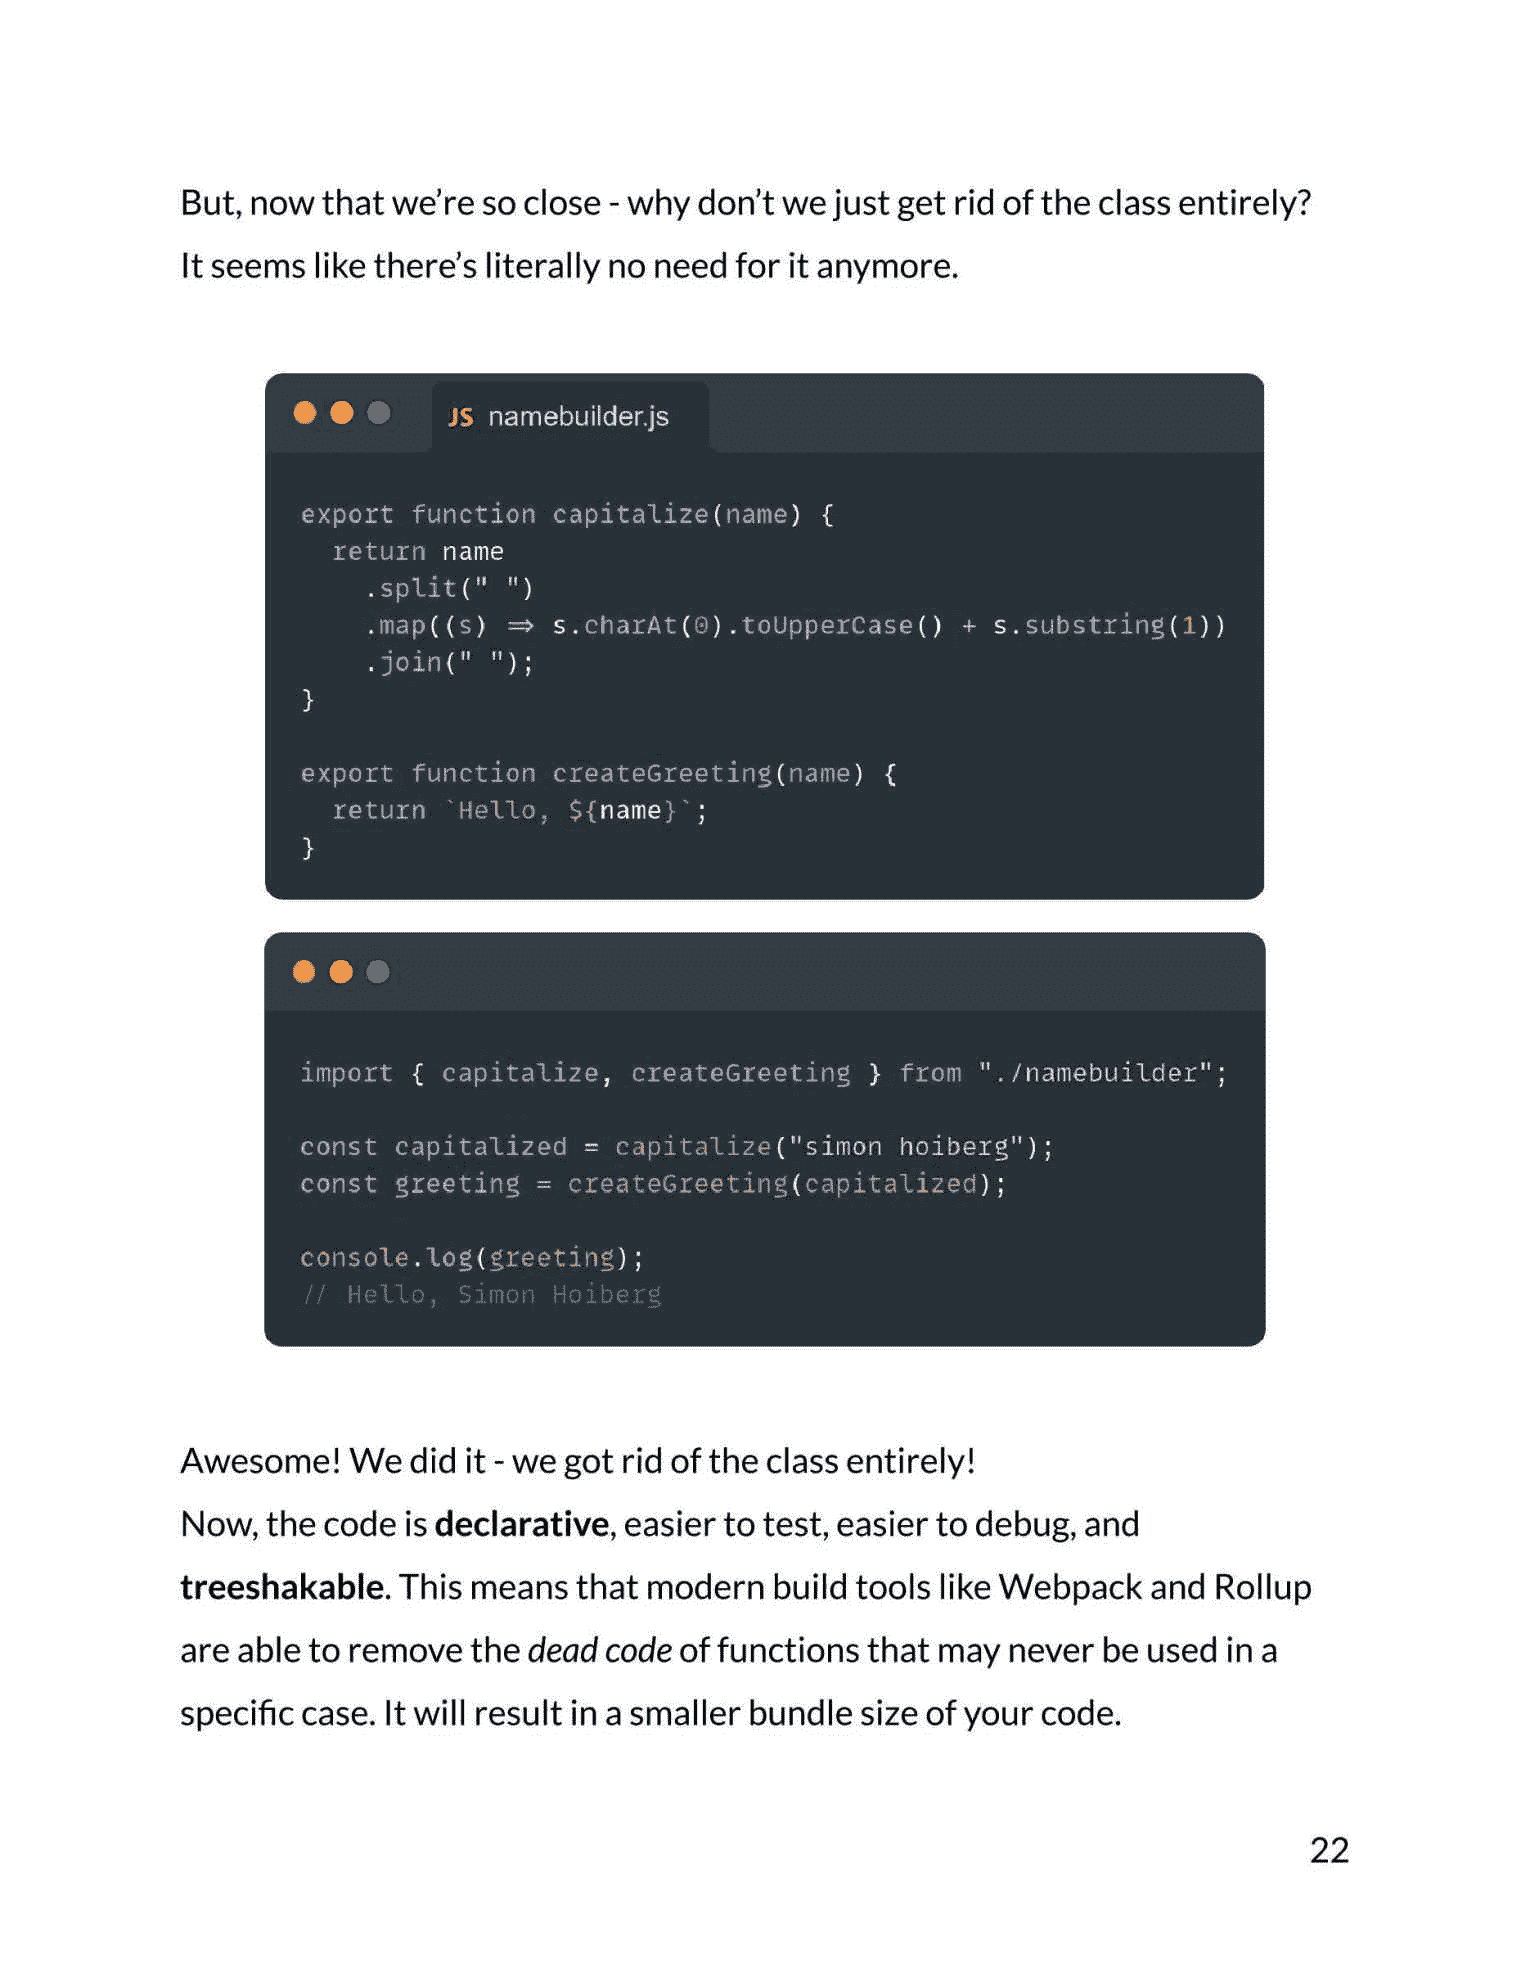 But, now that we’re so close - why don’t we just get rid of the class entirely?
It seems like there’s literally no need for it anymore.
JS namebuilder.js
export function capitalize(name) {
  return name
    .split(" ")
    .map((s) => s.charAt(0).toUpperCase() + s.substring(1))
    .join(" ");
}
export function createGreeting(name) {
  return `Hello, ${name}`;
}
import { capitalize, createGreeting } from "./namebuilder";
const capitalized = capitalize("simon hoiberg");
const greeting = createGreeting(capitalized);
console.log(greeting);
// Hello, Simon Hoiberg
Awesome! We did it - we got rid of the class entirely!
Now, the code is declarative, easier to test, easier to debug, and
treeshakable. This means that modern build tools like Webpack and Rollup
are able to remove the dead code of functions that may never be used in a
specific case. It will result in a smaller bundle size of your code.
22